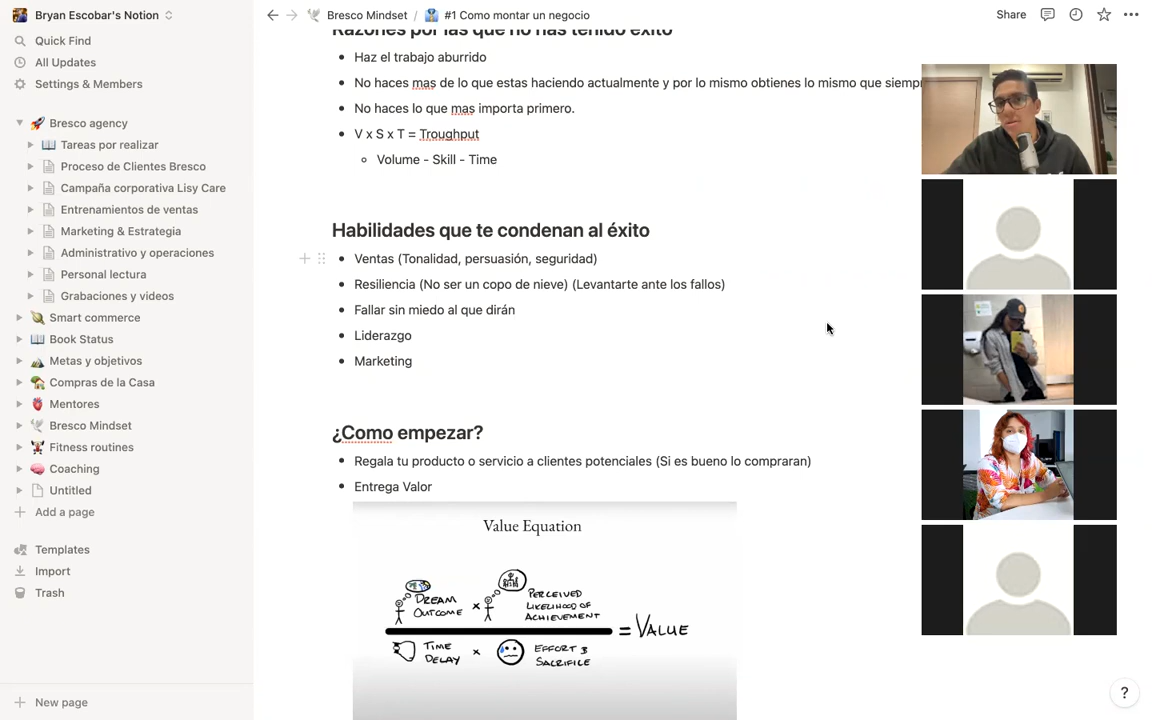 Bryan Escobar's Notion
Bresco Mindset / #1 Como montar un negocio
Share
Quick Find
All Updates
Settings & Members
Bresco agency
Tareas por realizar
Proceso de Clientes Bresco
Campaña corporativa Lisy Care
Entrenamientos de ventas
Marketing & Estrategia
Administrativo y operaciones
Personal lectura
Grabaciones y videos
Smart commerce
Book Status
Metas y objetivos
Compras de la Casa
Mentores
Bresco Mindset
Fitness routines
Coaching
Untitled
Add a page
Templates
Import
Trash
New page
Razones por las que no has tenido éxito
Haz el trabajo aburrido
No haces mas de lo que estas haciendo actualmente y por lo mismo obtienes lo mismo que siempr
No haces lo que mas importa primero.
V x S x T = Troughput
Volume - Skill - Time
Habilidades que te condenan al éxito
Ventas (Tonalidad, persuasión, seguridad)
Resiliencia (No ser un copo de nieve) (Levantarte ante los fallos)
Fallar sin miedo al que dirán
Liderazgo
Marketing
¿Como empezar?
Regala tu producto o servicio a clientes potenciales (Si es bueno lo compraran)
Entrega Valor
Value Equation
DREAM OUTCOME x PERCEIVED LIKELIHOOD OF ACHIEVEMENT
= VALUE
TIME DELAY x EFFORT & SACRIFICE
?